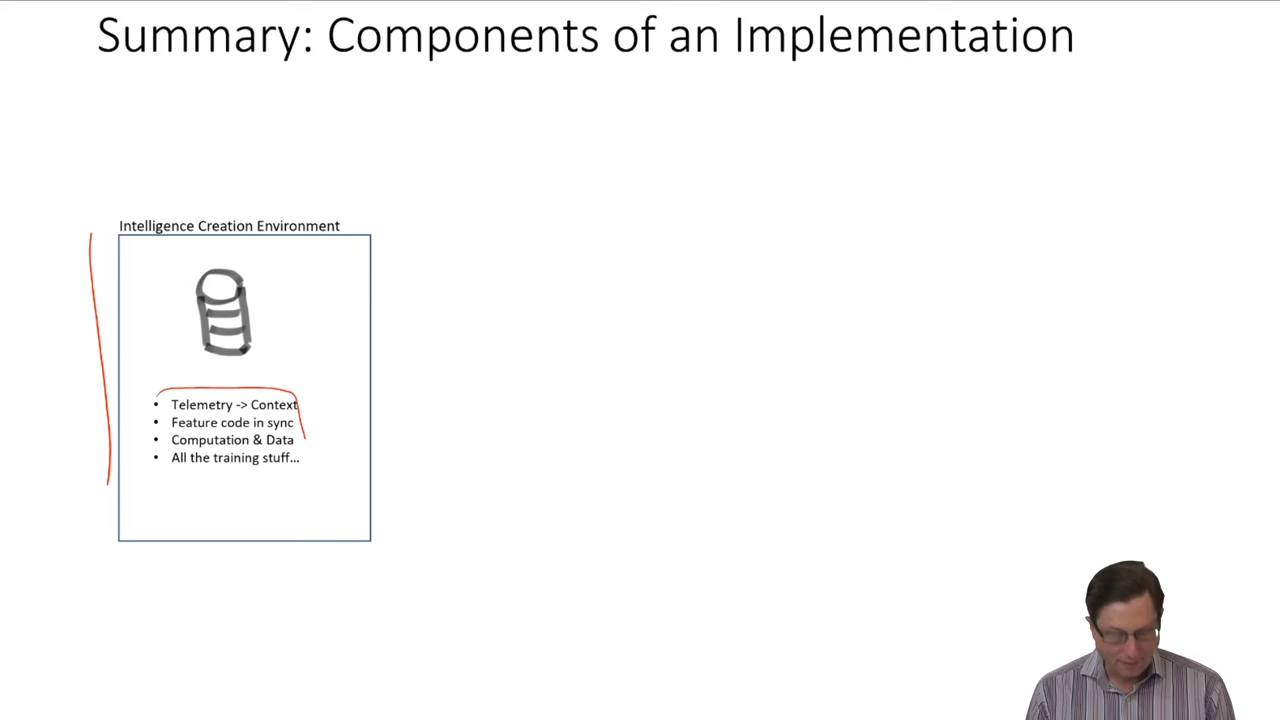 Summary: Components of an Implementation
Intelligence Creation Environment
• Telemetry -> Context
• Feature code in sync
• Computation & Data
• All the training stuff...